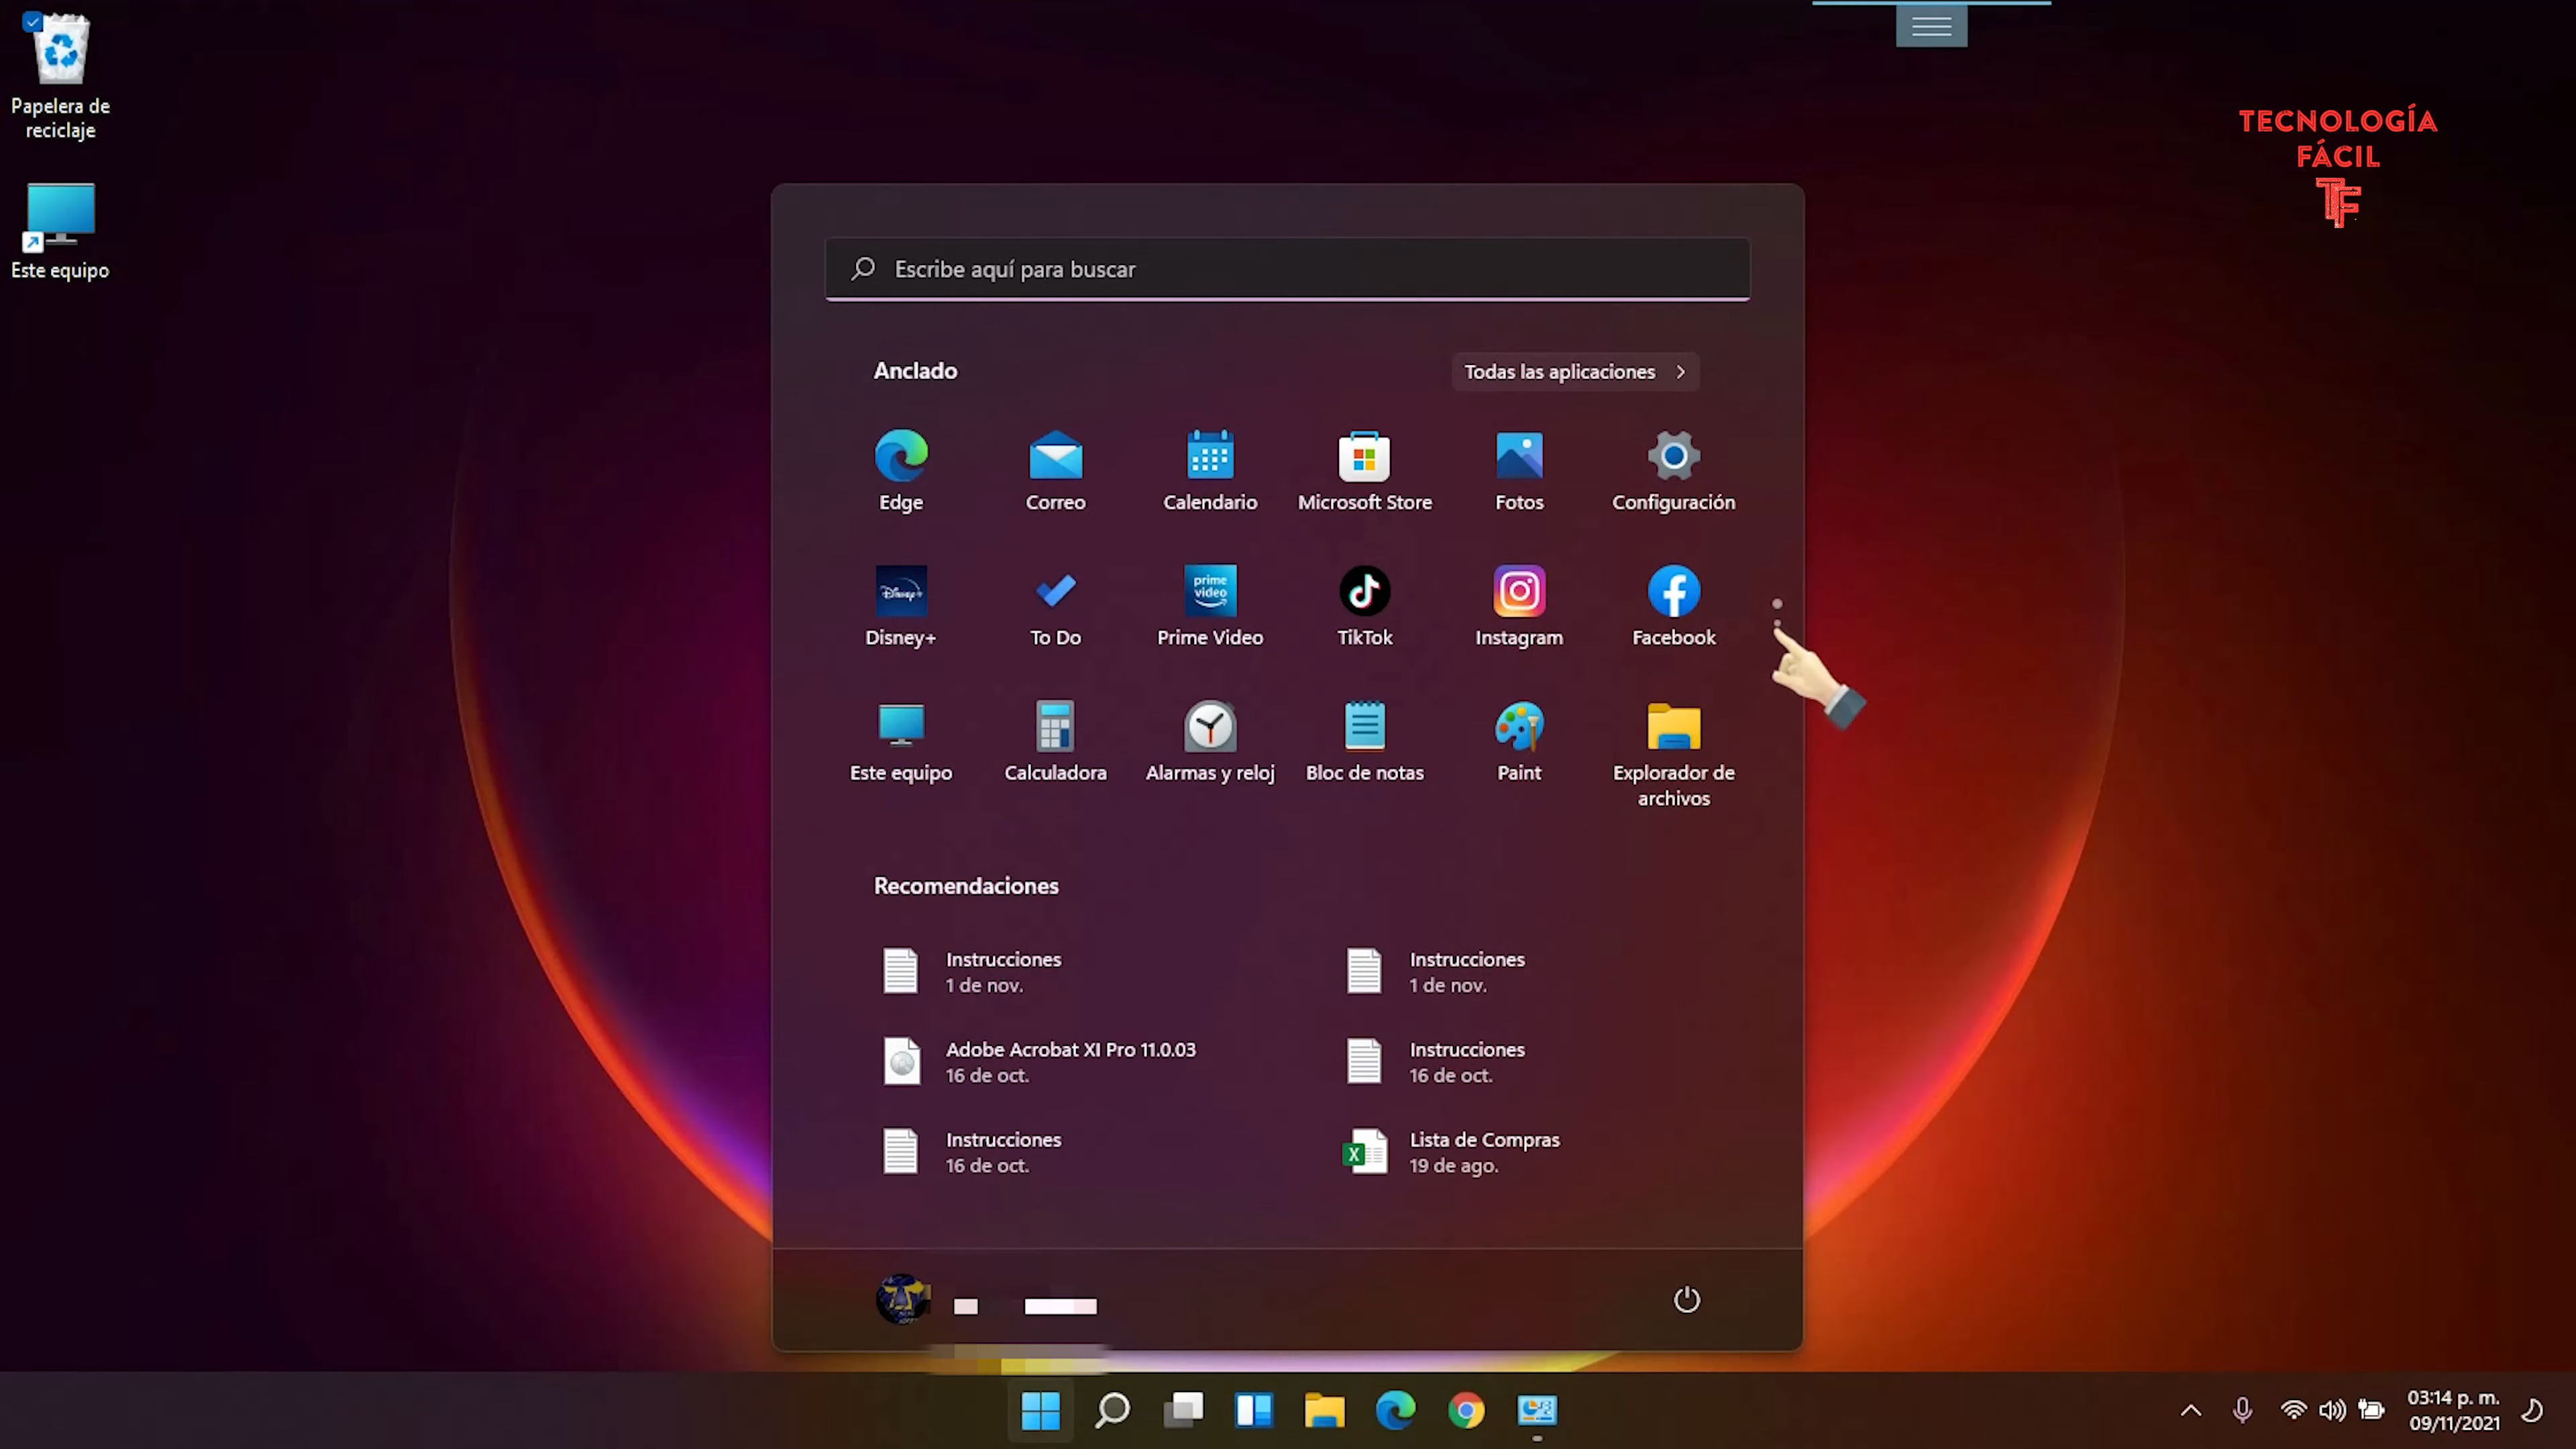 Papelera de
reciclaje
Este equipo
TECNOLOGÍA
FÁCIL
TF
Escribe aquí para buscar
Anclado
Todas las aplicaciones
Edge
Correo
Calendario
Microsoft Store
Fotos
Configuración
Disney+
prime
video
Disney+
To Do
Prime Video
TikTok
Instagram
Facebook
Este equipo
Calculadora
Alarmas y reloj
Bloc de notas
Paint
Explorador de
archivos
Recomendaciones
Instrucciones
1 de nov.
Instrucciones
1 de nov.
Adobe Acrobat XI Pro 11.0.03
16 de oct.
Instrucciones
16 de oct.
Instrucciones
16 de oct.
X
Lista de Compras
19 de ago.
03:14 p. m.
09/11/2021